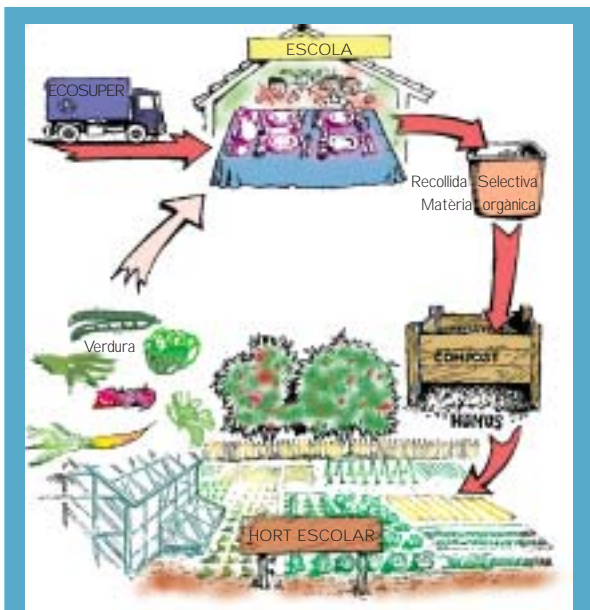 ESCOLA
ECOSUPER
Recollida Selectiva
Matèria orgànica
Verdura
COMPOST
HUMUS
HORT ESCOLAR